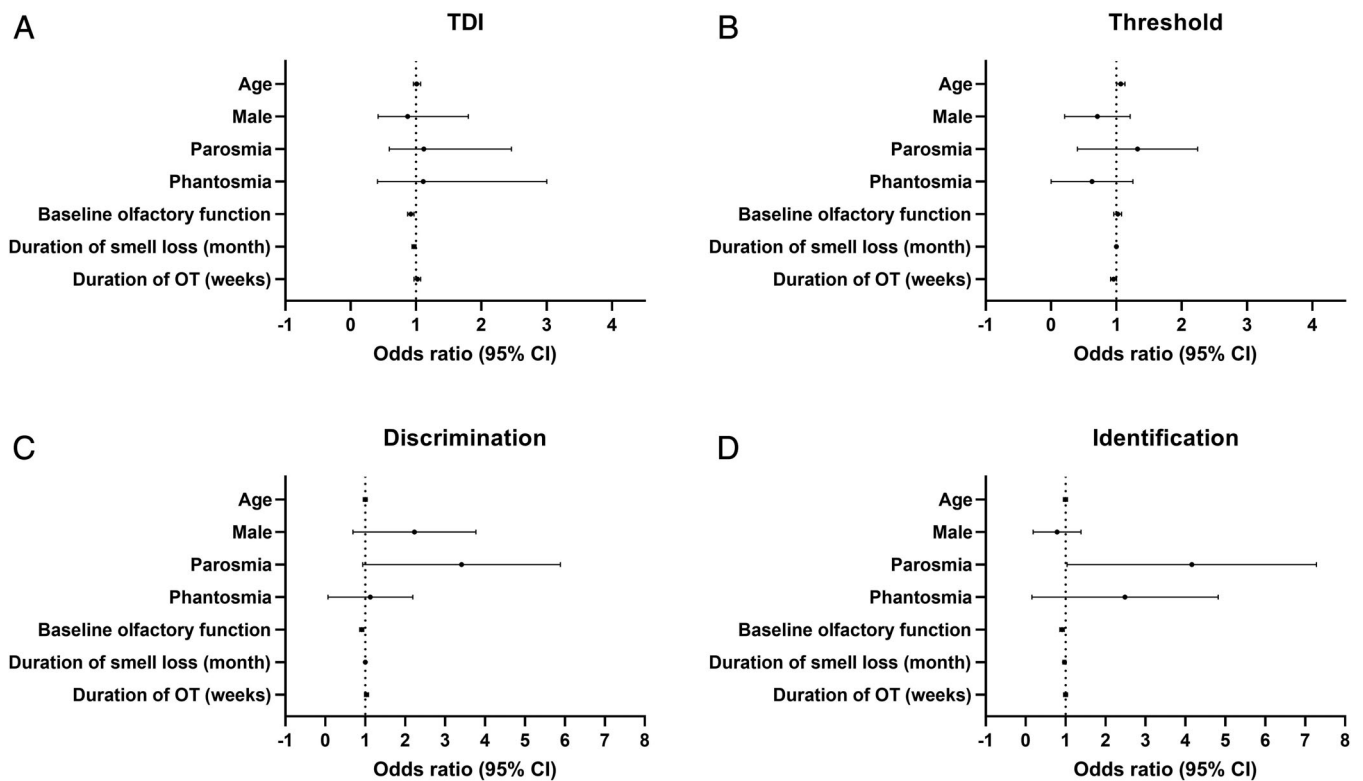 A
TDI
Age
Male
Parosmia
Phantosmia
Baseline olfactory function
Duration of smell loss (month)
Duration of OT (weeks)
-1 0 1 2 3 4
Odds ratio (95% CI)
B
Threshold
Age
Male
Parosmia
Phantosmia
Baseline olfactory function
Duration of smell loss (month)
Duration of OT (weeks)
-1 0 1 2 3 4
Odds ratio (95% CI)
C
Discrimination
Age
Male
Parosmia
Phantosmia
Baseline olfactory function
Duration of smell loss (month)
Duration of OT (weeks)
-1 0 1 2 3 4 5 6 7 8
Odds ratio (95% CI)
D
Identification
Age
Male
Parosmia
Phantosmia
Baseline olfactory function
Duration of smell loss (month)
Duration of OT (weeks)
-1 0 1 2 3 4 5 6 7 8
Odds ratio (95% CI)